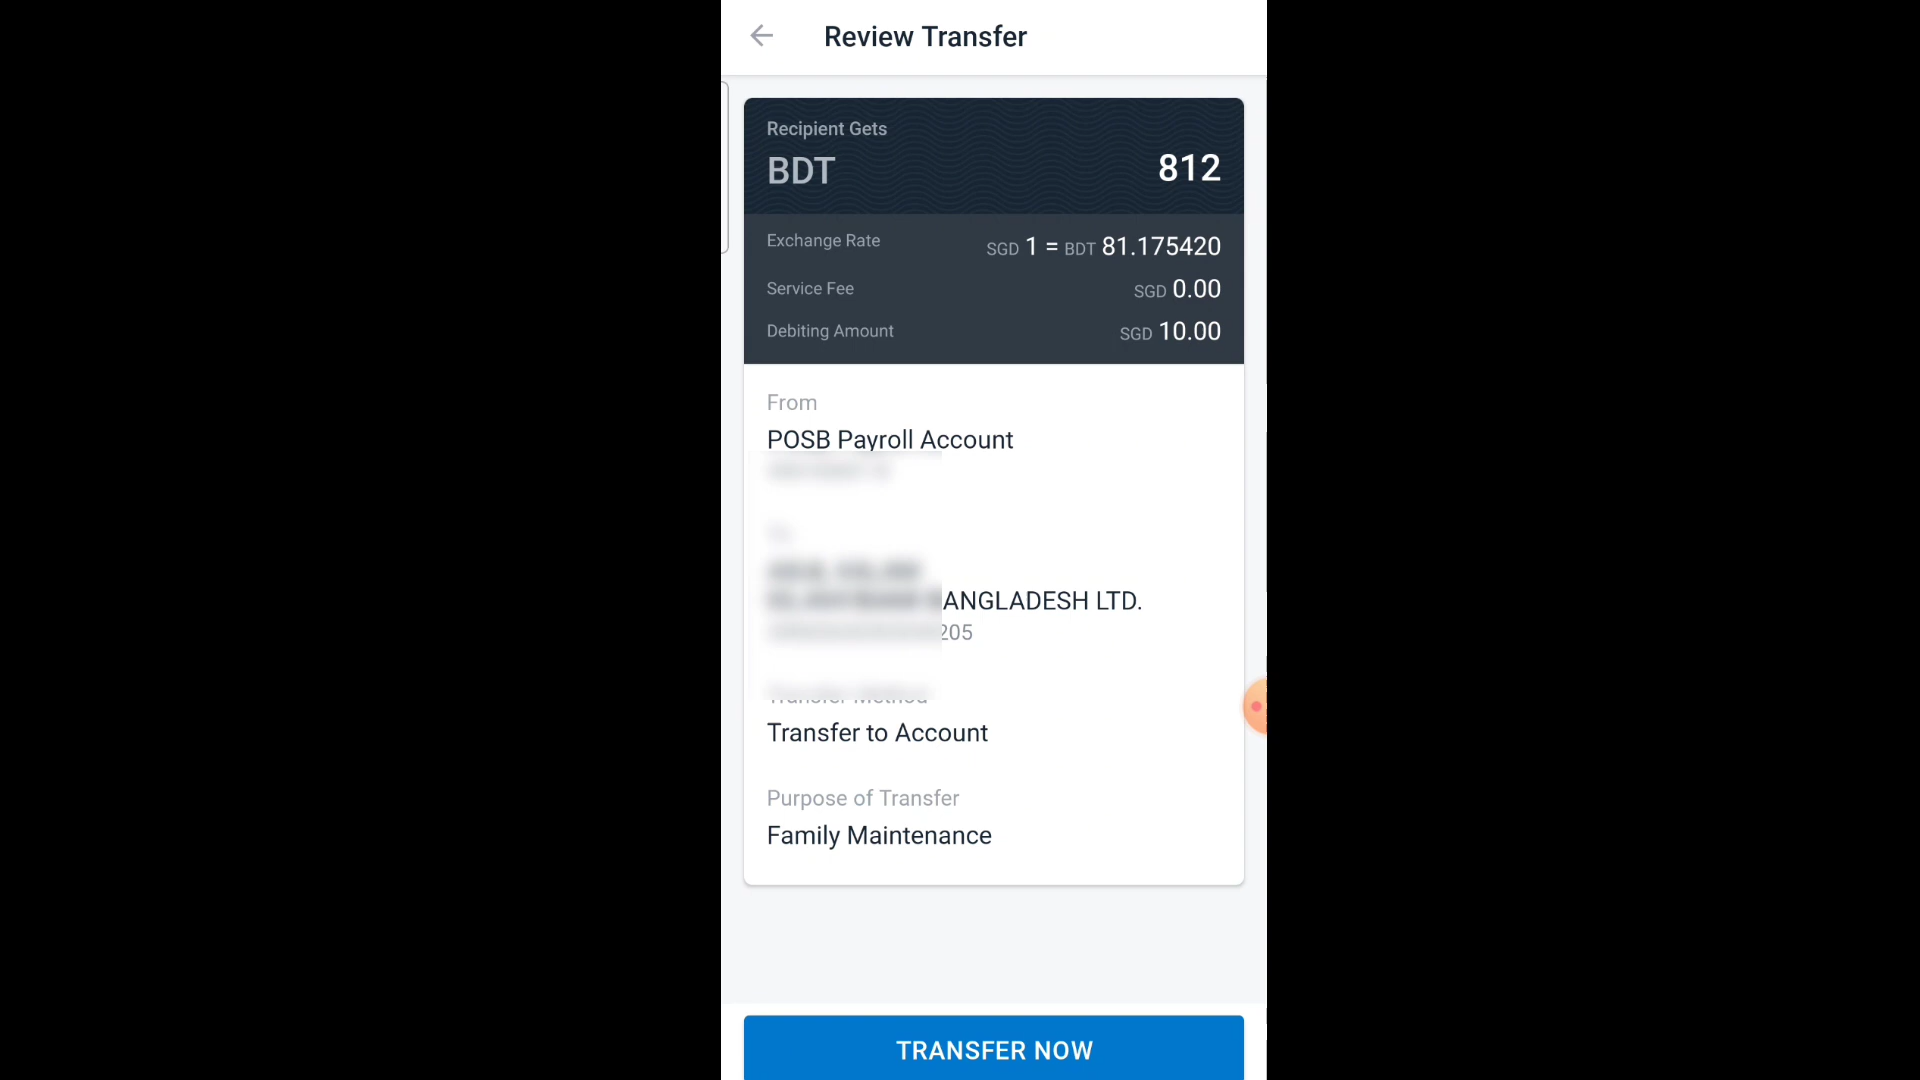 Review Transfer
Recipient Gets
BDT 812
Exchange Rate SGD 1 = BDT 81.175420
Service Fee SGD 0.00
Debiting Amount SGD 10.00
From
POSB Payroll Account
ANGLADESH LTD.
205
Transfer Method
Transfer to Account
Purpose of Transfer
Family Maintenance
TRANSFER NOW